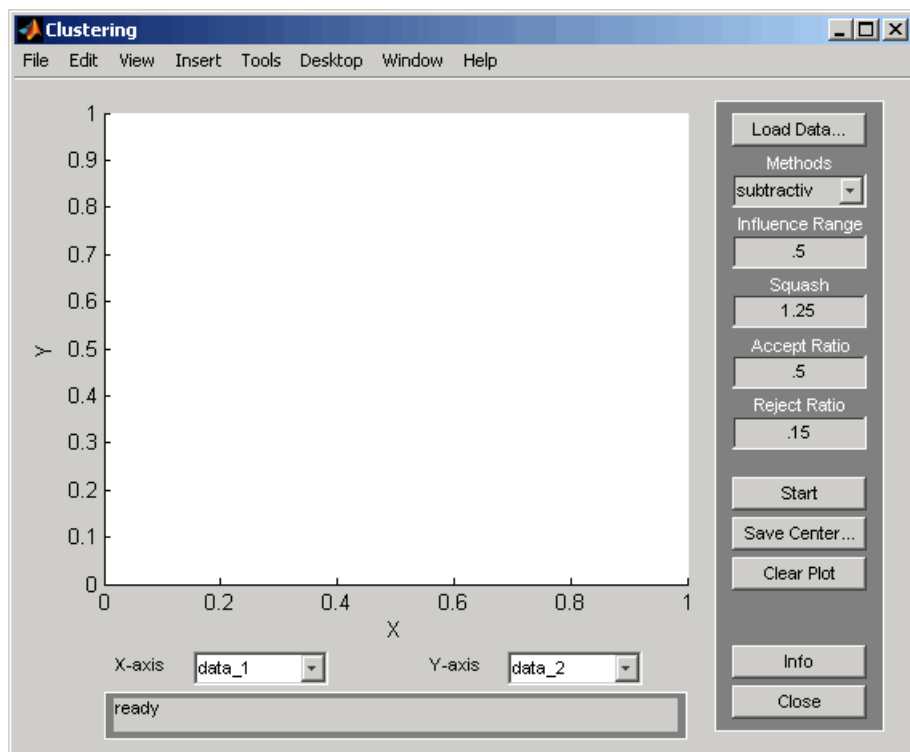 Clustering
File Edit View Insert Tools Desktop Window Help
1
0.9
0.8
0.7
0.6
0.5
0.4
0.3
0.2
0.1
0
Y
0 0.2 0.4 0.6 0.8 1
X
X-axis data_1 Y-axis data_2
ready
Load Data...
Methods
subtractiv
Influence Range
.5
Squash
1.25
Accept Ratio
.5
Reject Ratio
.15
Start
Save Center...
Clear Plot
Info
Close